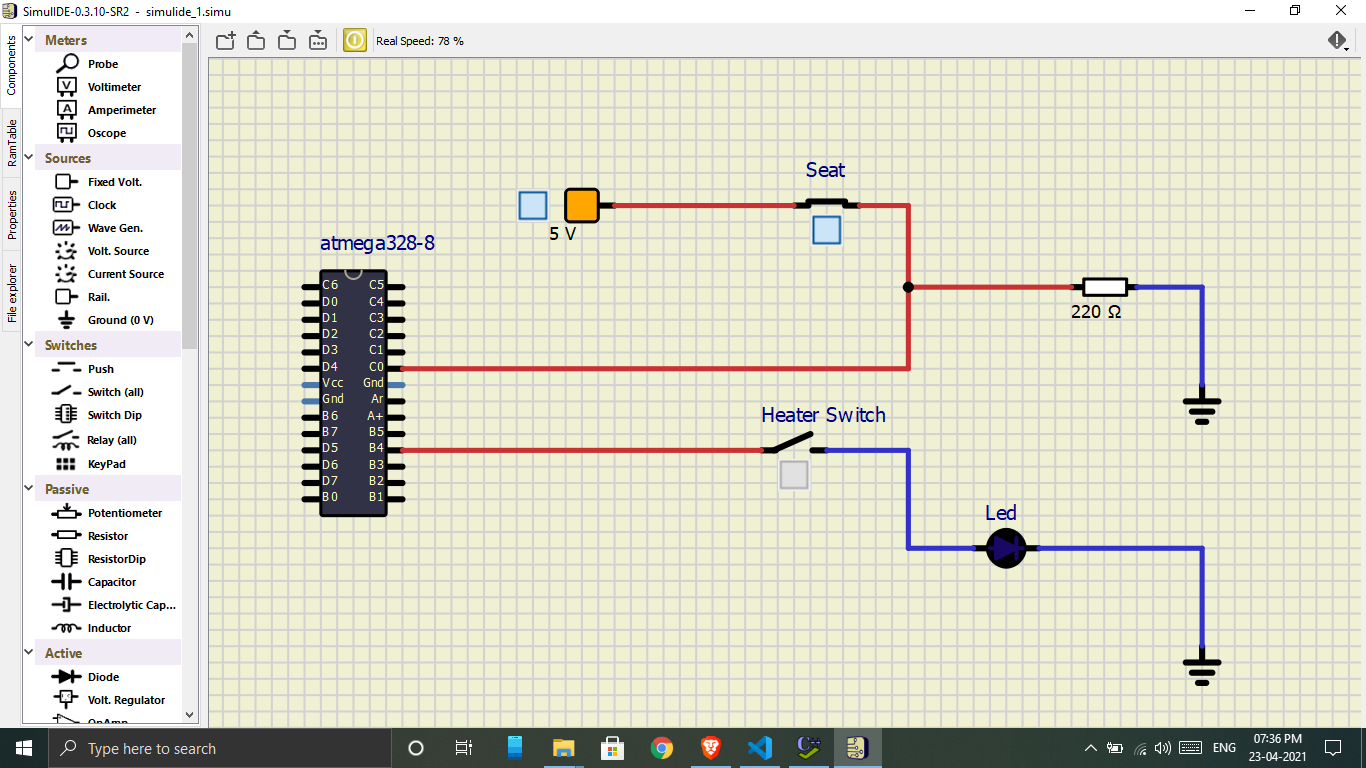 SimulIDE-0.3.10-SR2 - simulide_1.simu
Components
RamTable
Properties
File explorer
Meters
Probe
Voltimeter
Amperimeter
Oscope
Sources
Fixed Volt.
Clock
Wave Gen.
Volt. Source
Current Source
Rail.
Ground (0 V)
Switches
Push
Switch (all)
Switch Dip
Relay (all)
KeyPad
Passive
Potentiometer
Resistor
ResistorDip
Capacitor
Electrolytic Cap...
Inductor
Active
Diode
Volt. Regulator
OpAmp
Real Speed: 78 %
Seat
5 V
atmega328-8
C6 C5
D0 C4
D1 C3
D2 C2
D3 C1
D4 C0
Vcc Gnd
Gnd Ar
B6 A+
B7 B5
D5 B4
D6 B3
D7 B2
B0 B1
220 Ω
Heater Switch
Led
Type here to search
ENG
07:36 PM
23-04-2021